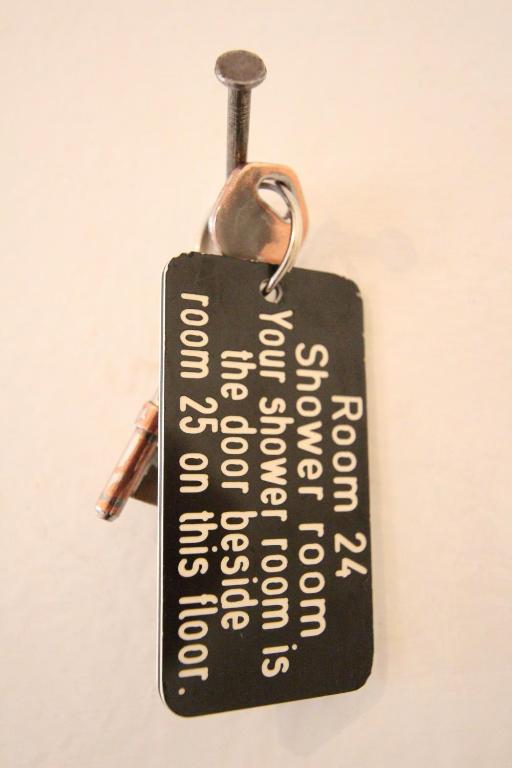 Room 24
Shower room
Your shower room is
the door beside
room 25 on this floor.